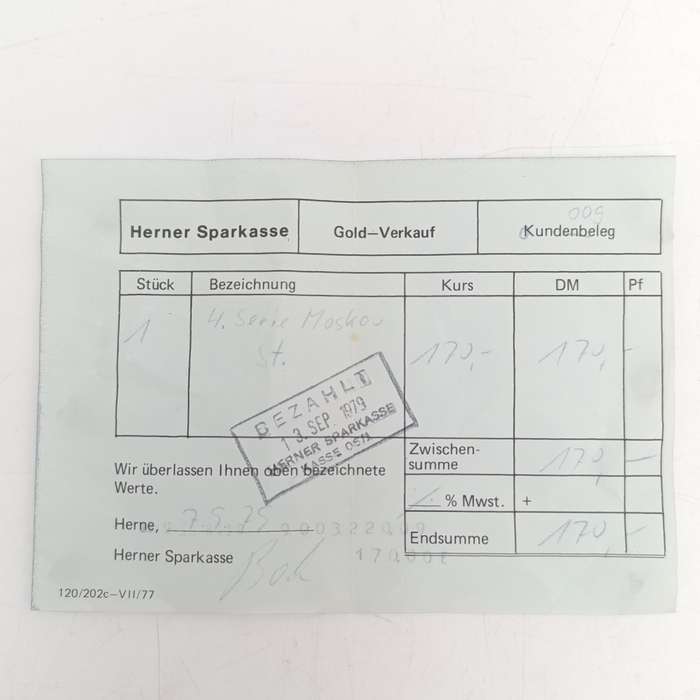 Herner Sparkasse
Gold–Verkauf
009
Kundenbeleg
Stück Bezeichnung Kurs DM Pf
1 4. Serie Moskau 170,- 170,-
St.
BEZAHLT
13. SEP. 1979
HERNER SPARKASSE
KASSE
Zwischen-
summe 170,-
Wir überlassen Ihnen oben bezeichnete
Werte.
% Mwst. +
Herne,
Endsumme 170,-
Herner Sparkasse
120/202c–VII/77